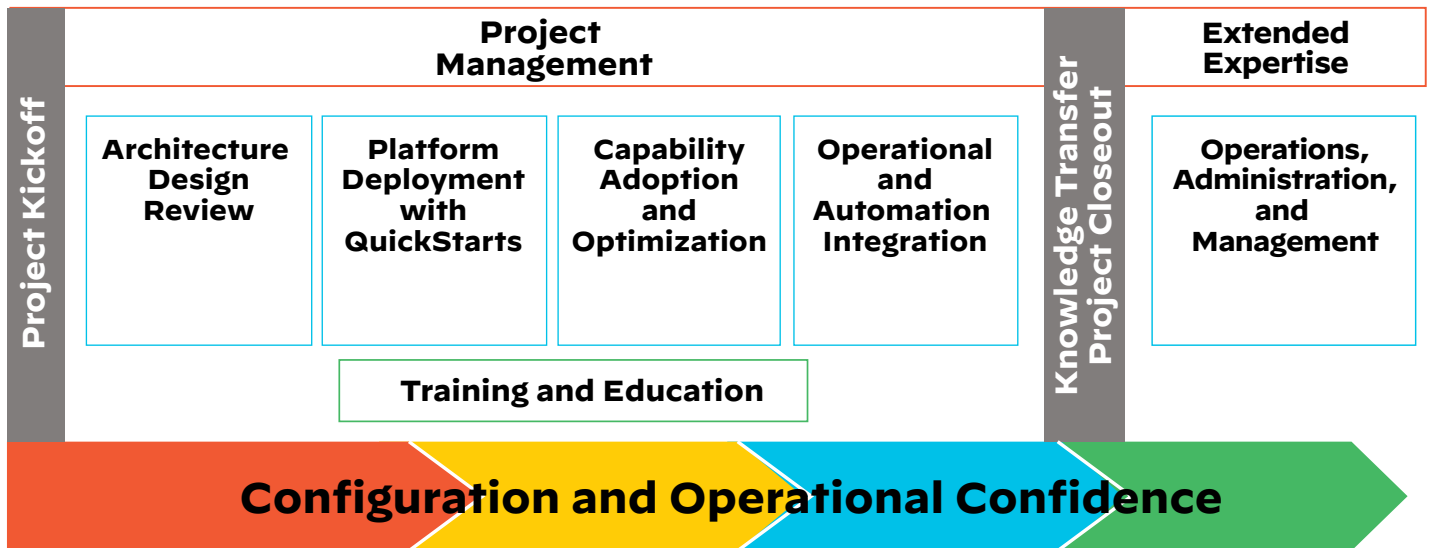 Project Kickoff
Project
Management
Architecture
Design
Review
Platform
Deployment
with
QuickStarts
Capability
Adoption
and
Optimization
Operational
and
Automation
Integration
Training and Education
Knowledge Transfer
Project Closeout
Extended
Expertise
Operations,
Administration,
and
Management
Configuration and Operational Confidence